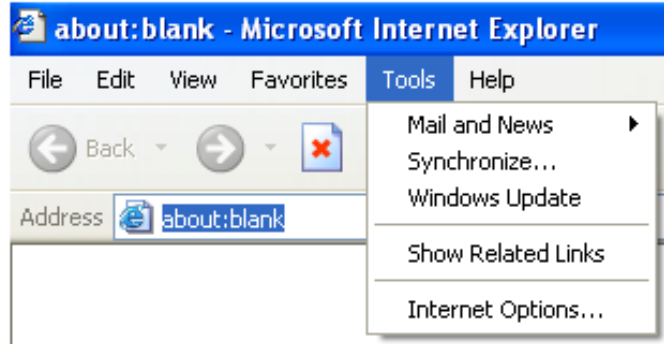 about:blank - Microsoft Internet Explorer
File Edit View Favorites Tools Help
Back
Address about:blank
Mail and News
Synchronize...
Windows Update
Show Related Links
Internet Options...